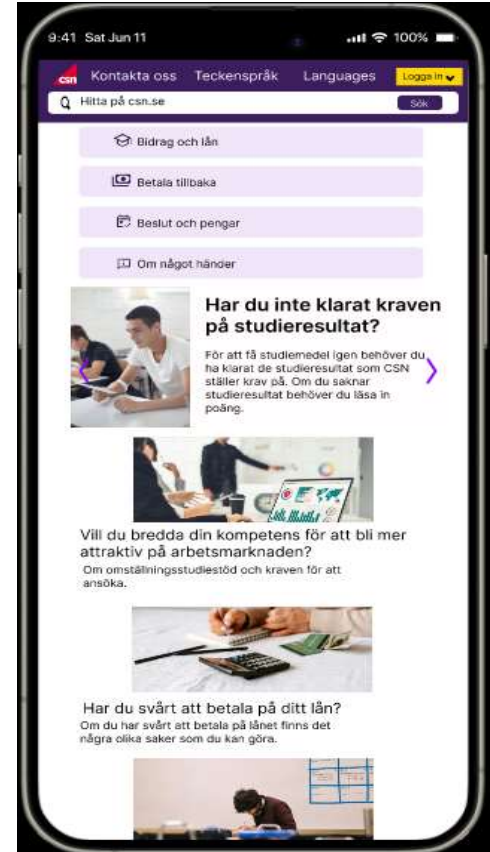 9:41 Sat Jun 11 100%
csn Kontakta oss Teckenspråk Languages Logga in
Hitta på csn.se Sök
Bidrag och lån
Betala tillbaka
Beslut och pengar
Om något händer
Har du inte klarat kraven
på studieresultat?
För att få studiemedel igen behöver du
ha klarat de studieresultat som CSN
ställer krav på. Om du saknar
studieresultat behöver du läsa in
poäng.
Vill du bredda din kompetens för att bli mer
attraktiv på arbetsmarknaden?
Om omställningsstudiestöd och kraven för att
ansöka.
Har du svårt att betala på ditt lån?
Om du har svårt att betala på lånet finns det
några olika saker som du kan göra.